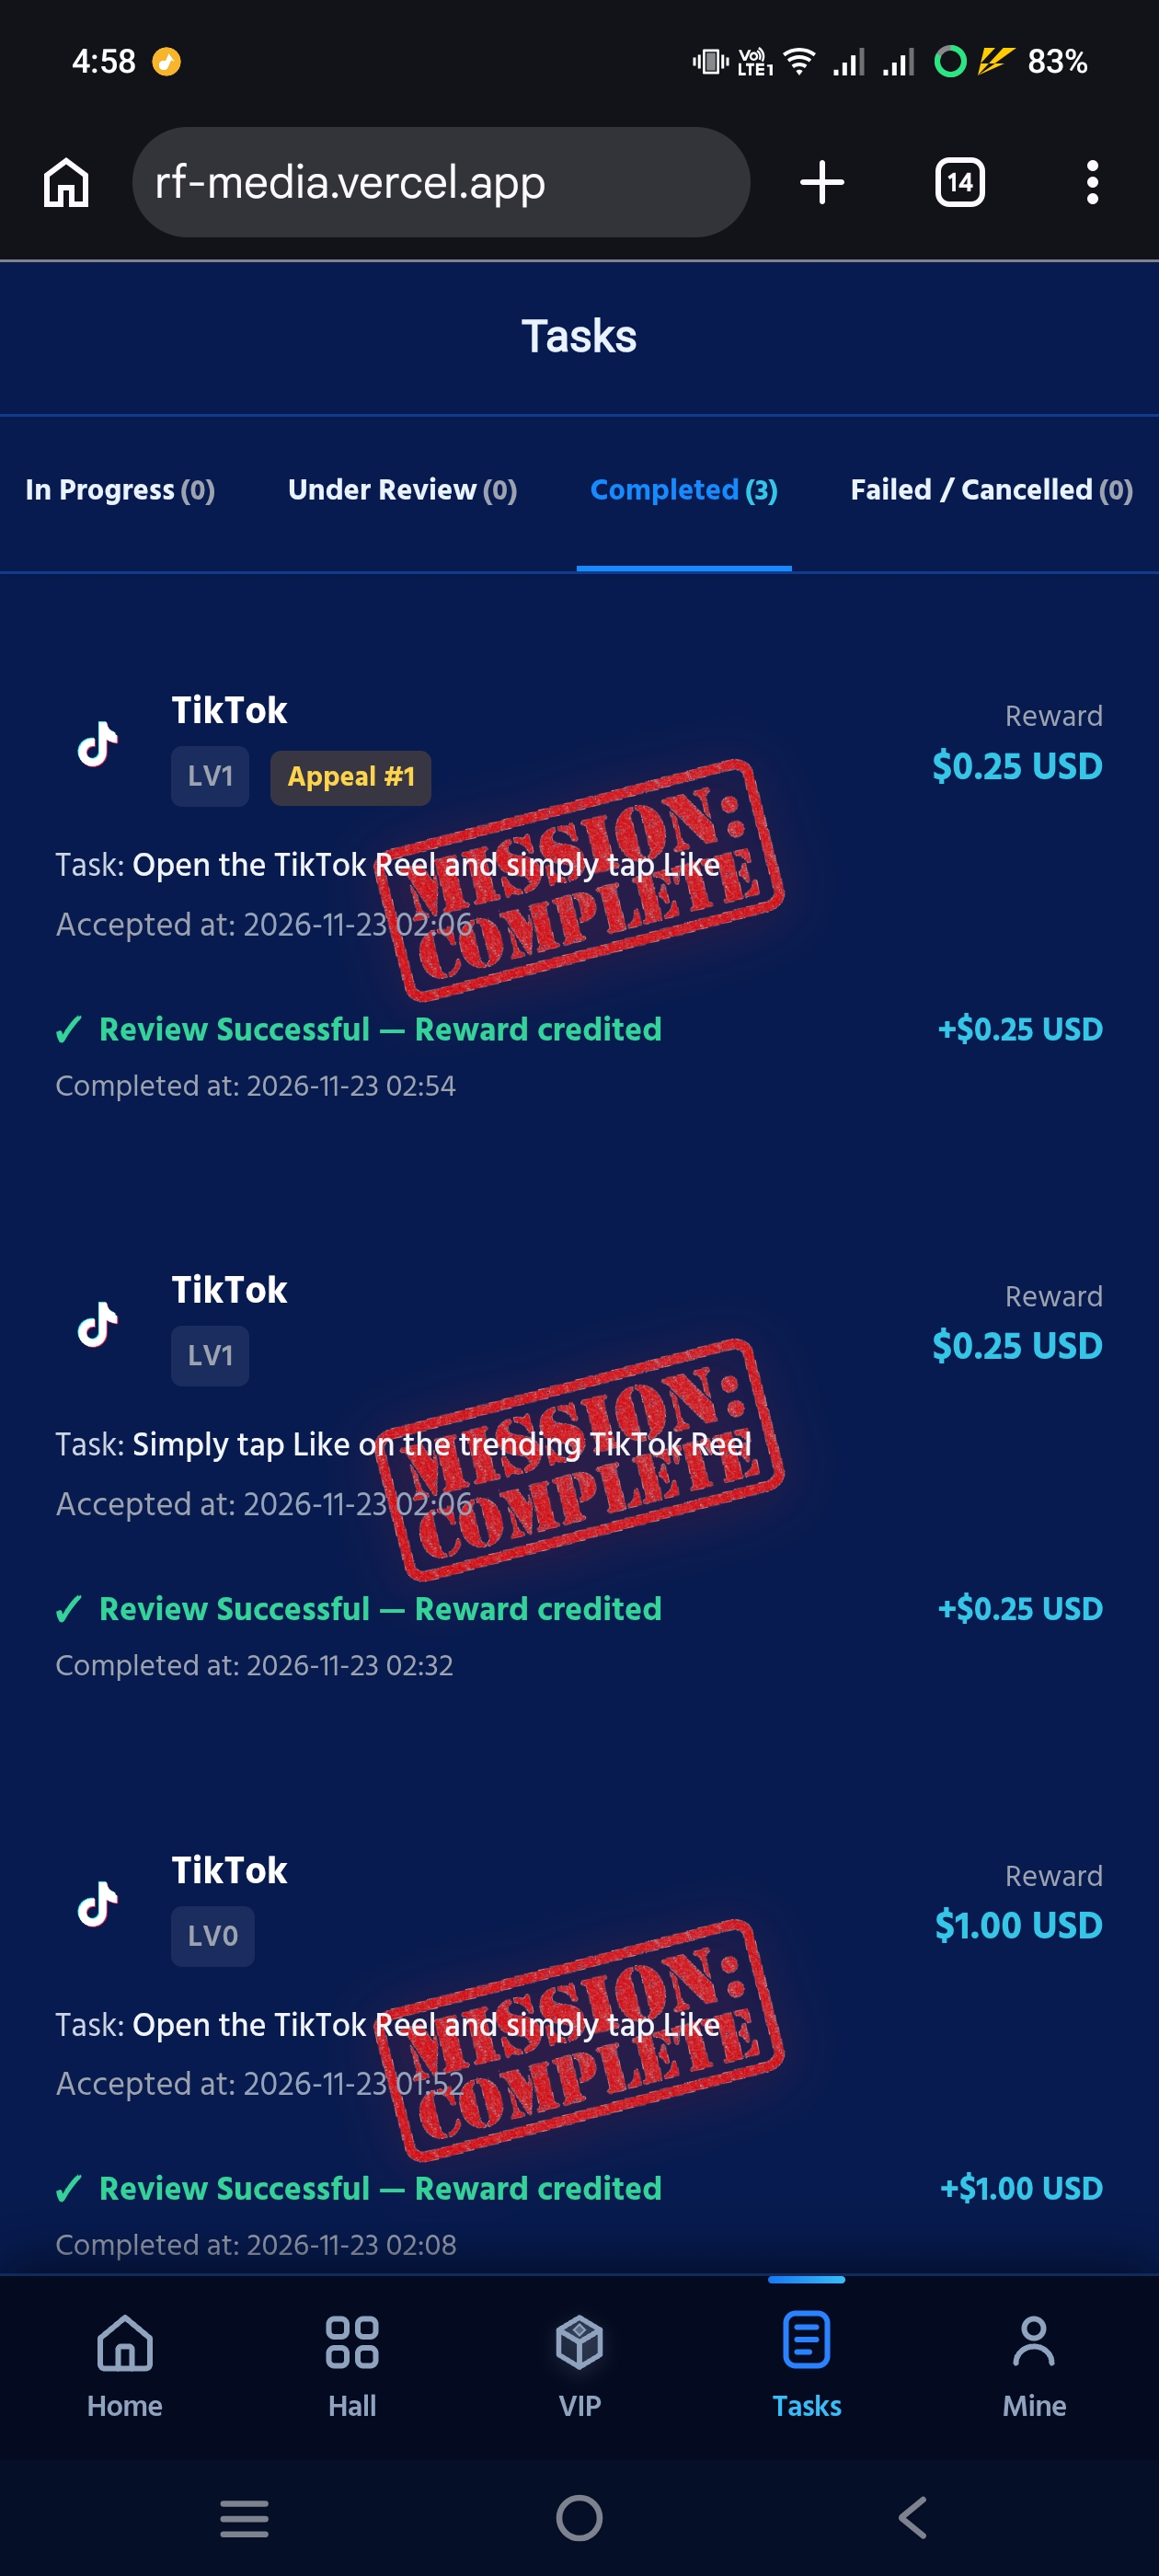 4:58
Vo)) LTE1
83%
rf-media.vercel.app
14
Tasks
In Progress (0) Under Review (0) Completed (3) Failed / Cancelled (0)
TikTok
Reward
LV1 Appeal #1
$0.25 USD
MISSION:
COMPLETE
Task: Open the TikTok Reel and simply tap Like
Accepted at: 2026-11-23 02:06
✓ Review Successful — Reward credited +$0.25 USD
Completed at: 2026-11-23 02:54
TikTok
Reward
LV1
$0.25 USD
MISSION:
COMPLETE
Task: Simply tap Like on the trending TikTok Reel
Accepted at: 2026-11-23 02:06
✓ Review Successful — Reward credited +$0.25 USD
Completed at: 2026-11-23 02:32
TikTok
Reward
LV0
$1.00 USD
MISSION:
COMPLETE
Task: Open the TikTok Reel and simply tap Like
Accepted at: 2026-11-23 01:52
✓ Review Successful — Reward credited +$1.00 USD
Completed at: 2026-11-23 02:08
Home Hall VIP Tasks Mine